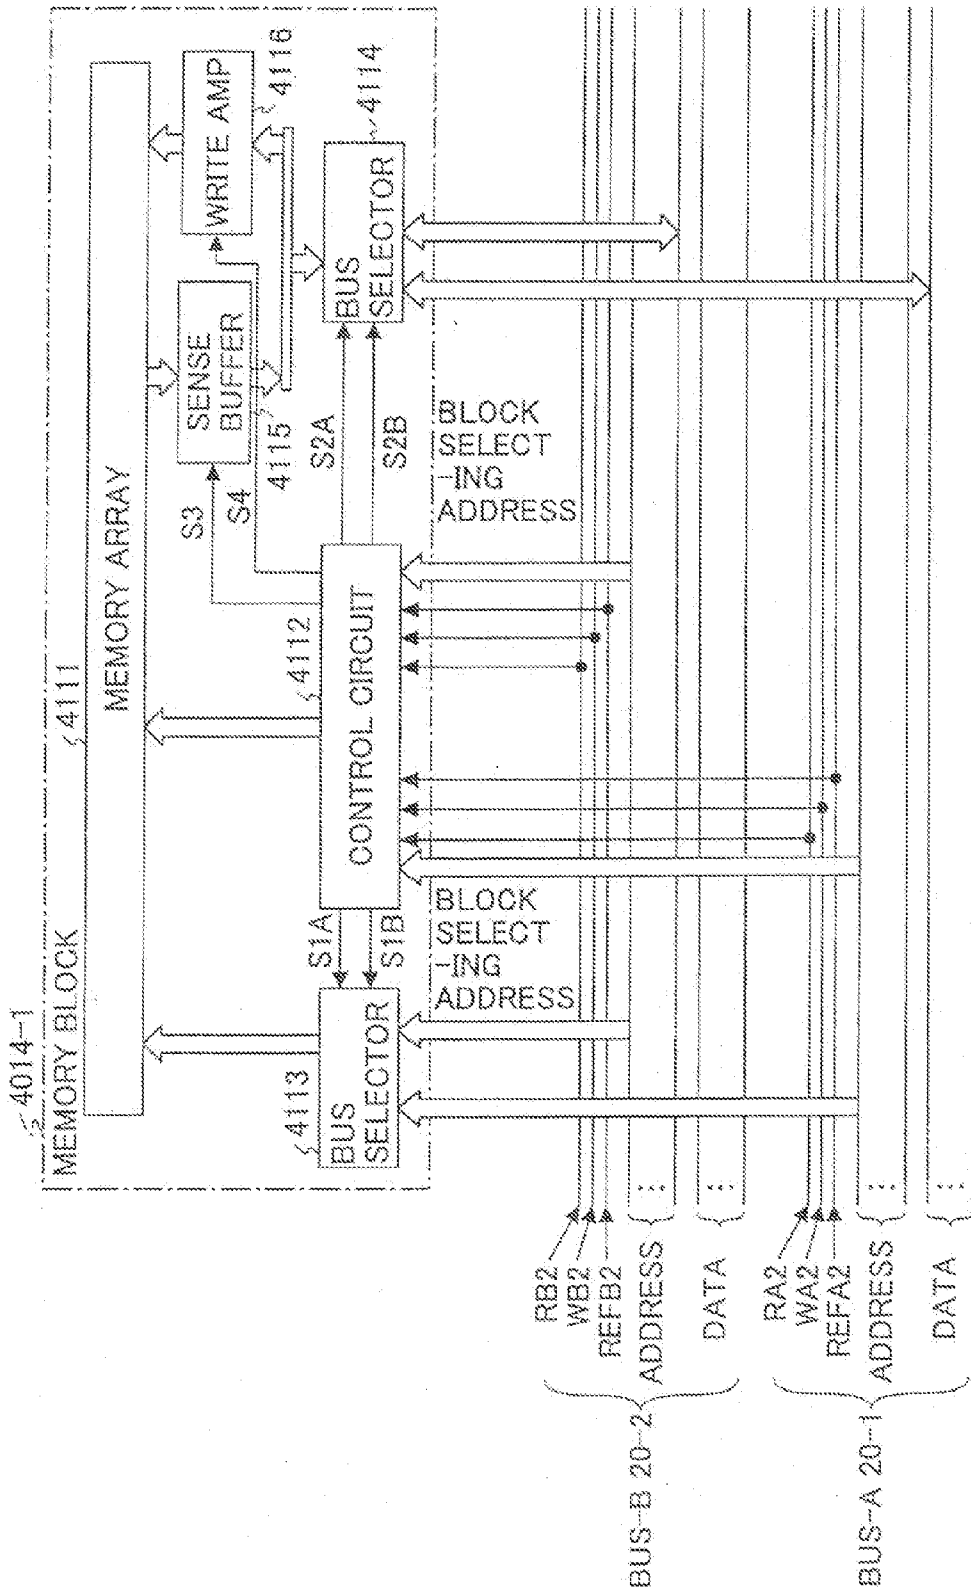 4014-1
MEMORY BLOCK
4111
MEMORY ARRAY
4113
BUS
SELECTOR
S1A
S1B
4112
CONTROL CIRCUIT
S3
S4
SENSE
BUFFER
4115
WRITE AMP
4116
S2A
S2B
BUS
SELECTOR
4114
BLOCK
SELECT
-ING
ADDRESS
BLOCK
SELECT
-ING
ADDRESS
RB2
WB2
REFB2
ADDRESS
DATA
BUS-B 20-2
RA2
WA2
REFA2
ADDRESS
DATA
BUS-A 20-1